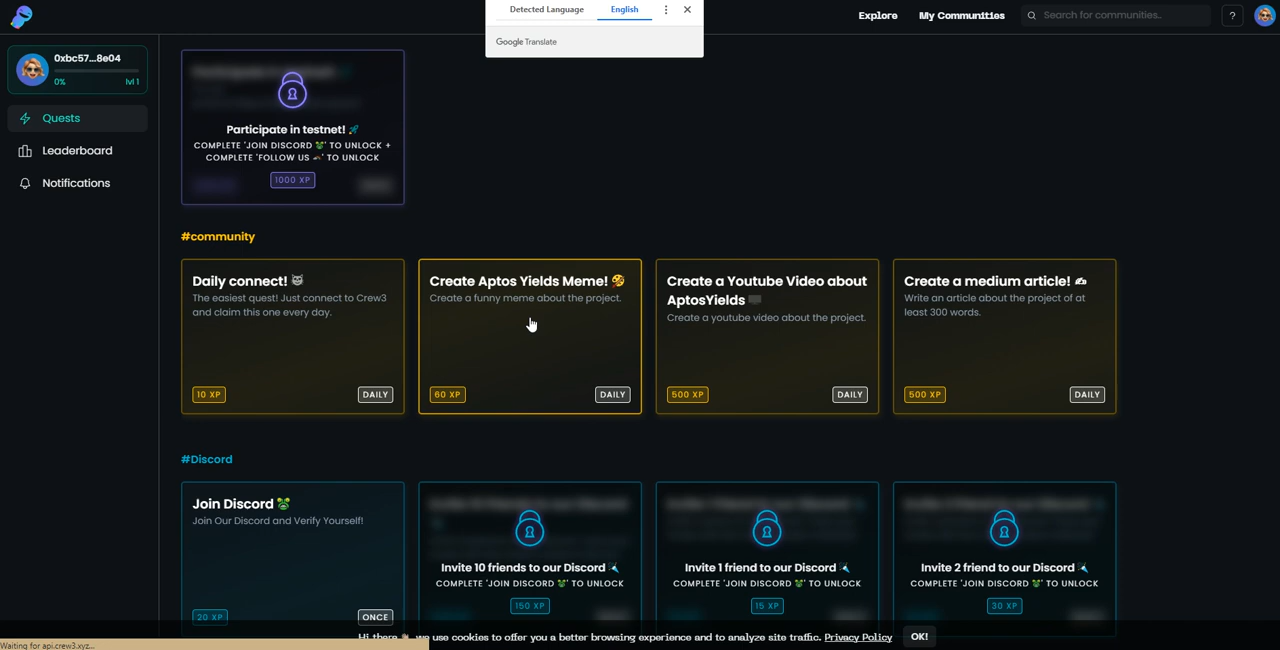 Detected Language English
Google Translate
Explore My Communities Search for communities.. ?
0xbc57...8e04
0% lvl 1
Quests
Leaderboard
Notifications
Participate in testnet! 🚀
COMPLETE 'JOIN DISCORD 👾' TO UNLOCK +
COMPLETE 'FOLLOW US 🦔' TO UNLOCK
1000 XP
#community
Daily connect! 😺
The easiest quest! Just connect to Crew3
and claim this one every day.
10 XP DAILY
Create Aptos Yields Meme! 🤪
Create a funny meme about the project.
60 XP DAILY
Create a Youtube Video about
AptosYields 🖥️
Create a youtube video about the project.
500 XP DAILY
Create a medium article! ✍️
Write an article about the project of at
least 300 words.
500 XP DAILY
#Discord
Join Discord 👾
Join Our Discord and Verify Yourself!
20 XP ONCE
Invite 10 friends to our Discord 🔦
COMPLETE 'JOIN DISCORD 👾' TO UNLOCK
150 XP
Invite 1 friend to our Discord 🔦
COMPLETE 'JOIN DISCORD 👾' TO UNLOCK
15 XP
Invite 2 friend to our Discord 🔦
COMPLETE 'JOIN DISCORD 👾' TO UNLOCK
30 XP
Hi there 👋 we use cookies to offer you a better browsing experience and to analyze site traffic. Privacy Policy OK!
Waiting for api.crew3.xyz...